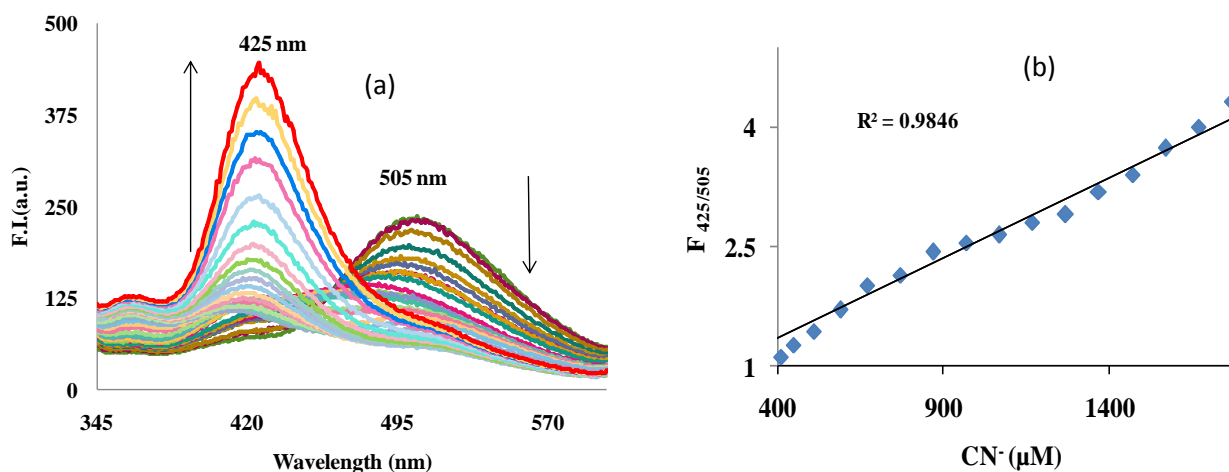 500
375
250
125
0
F.I.(a.u.)
425 nm
(a)
505 nm
345
420
495
570
Wavelength (nm)
(b)
R² = 0.9846
4
2.5
1
F 425/505
400
900
1400
CN⁻ (µM)